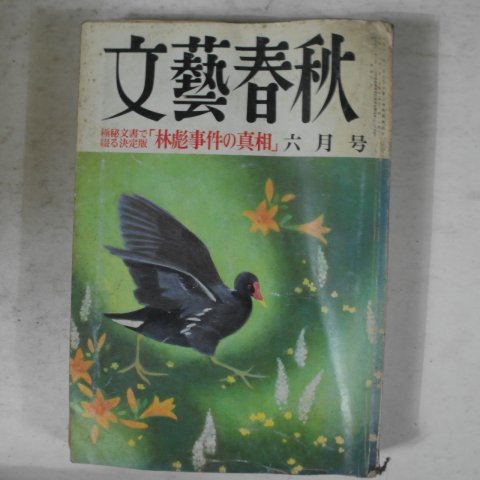 文藝春秋
極秘文書で
綴る決定版
「林彪事件の真相」
六月号